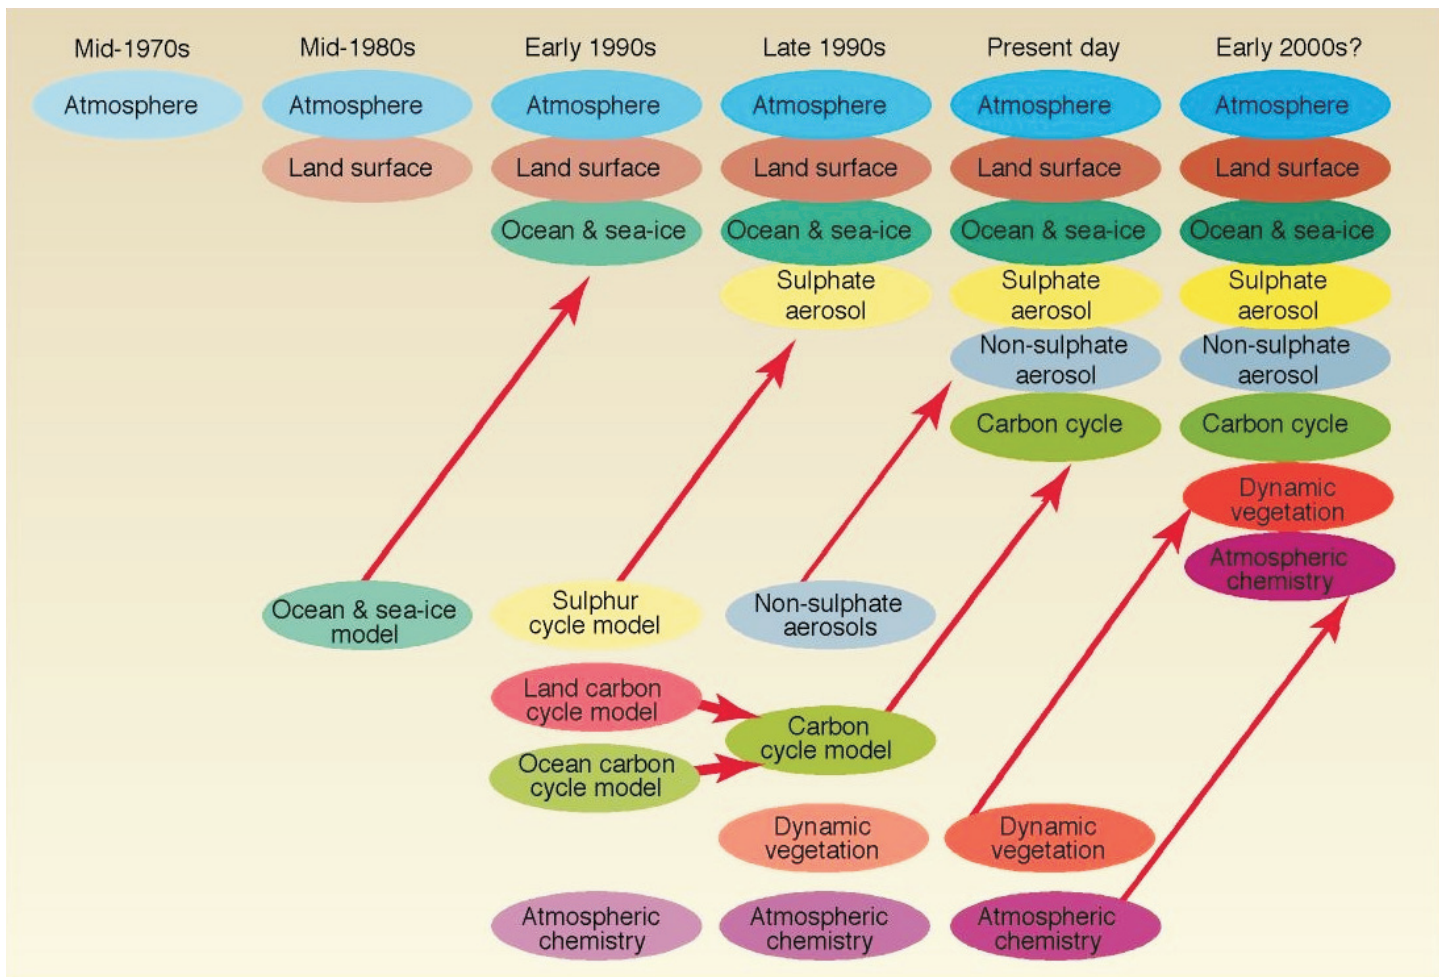 Mid-1970s
Mid-1980s
Early 1990s
Late 1990s
Present day
Early 2000s?
Atmosphere
Atmosphere
Atmosphere
Atmosphere
Atmosphere
Atmosphere
Land surface
Land surface
Land surface
Land surface
Land surface
Ocean & sea-ice
Ocean & sea-ice
Ocean & sea-ice
Ocean & sea-ice
Sulphate
aerosol
Sulphate
aerosol
Sulphate
aerosol
Non-sulphate
aerosol
Non-sulphate
aerosol
Carbon cycle
Carbon cycle
Dynamic
vegetation
Atmospheric
chemistry
Ocean & sea-ice
model
Sulphur
cycle model
Non-sulphate
aerosols
Land carbon
cycle model
Carbon
cycle model
Ocean carbon
cycle model
Dynamic
vegetation
Dynamic
vegetation
Atmospheric
chemistry
Atmospheric
chemistry
Atmospheric
chemistry